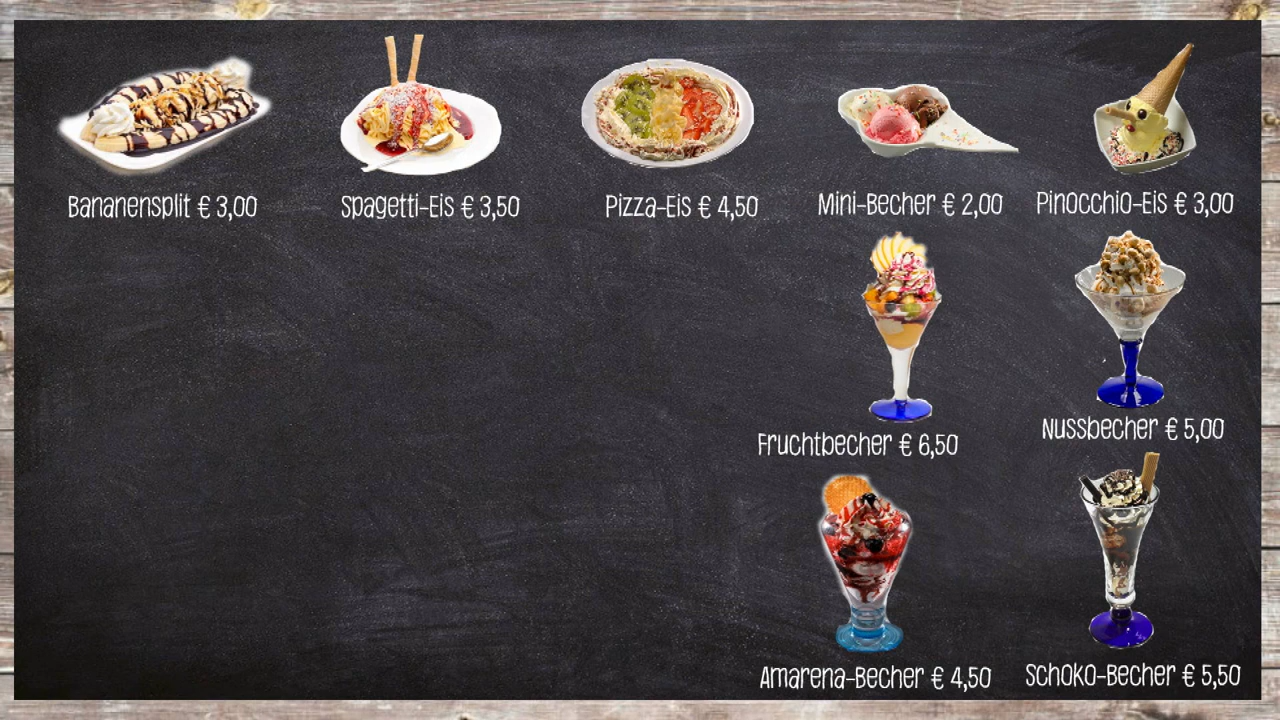 Bananensplit € 3,00
Spagetti-Eis € 3,50
Pizza-Eis € 4,50
Mini-Becher € 2,00
Pinocchio-Eis € 3,00
Fruchtbecher € 6,50
Nussbecher € 5,00
Amarena-Becher € 4,50
Schoko-Becher € 5,50